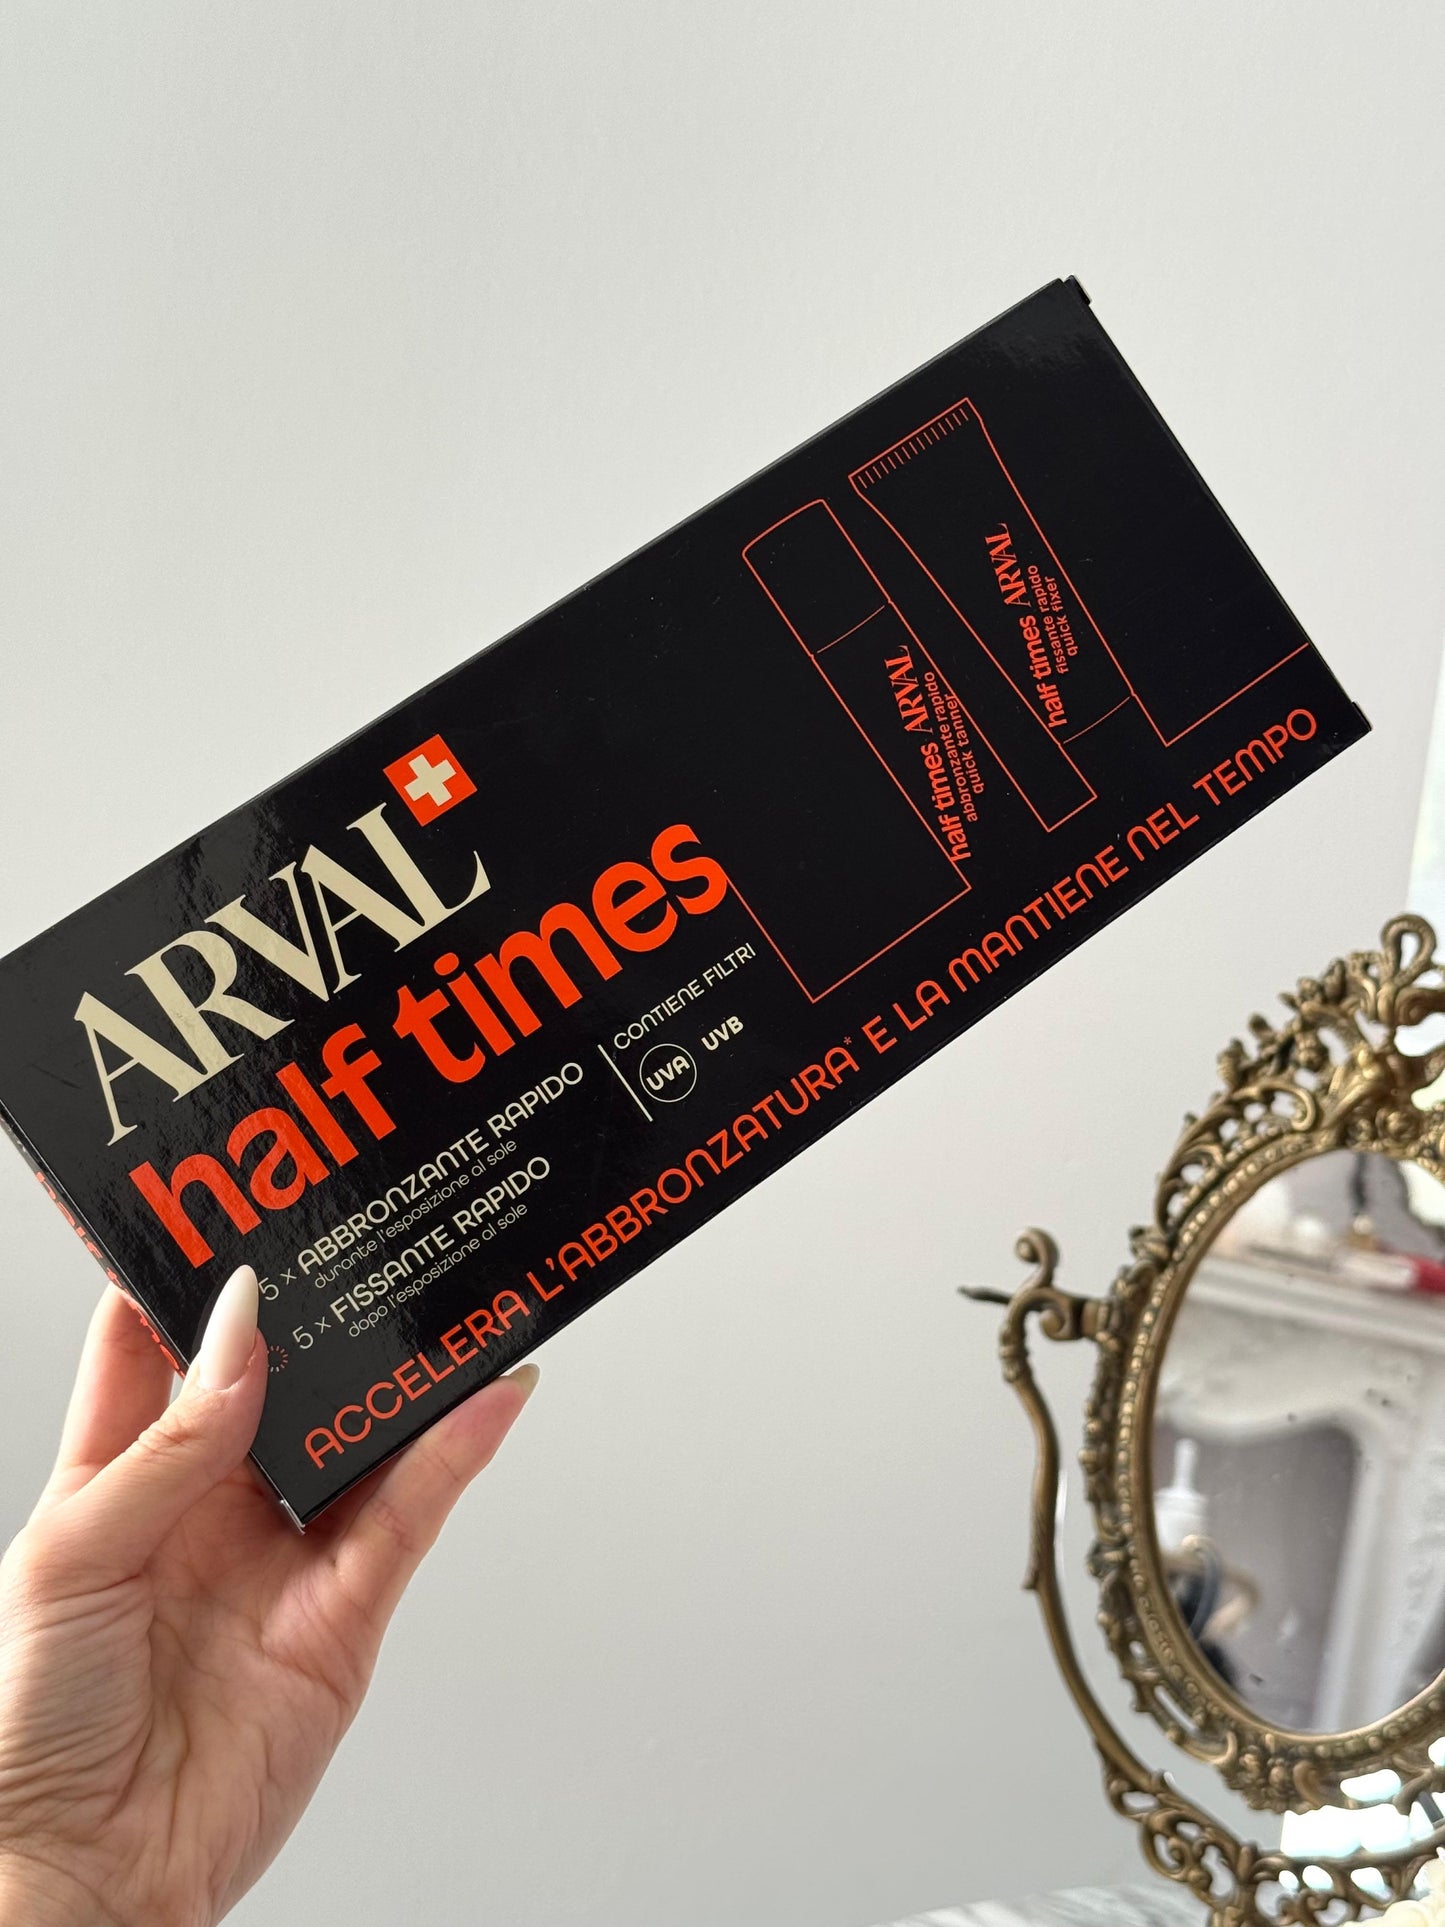 ARVAL
half times
5 x ABBRONZANTE RAPIDO
durante l'esposizione al sole
5 x FISSANTE RAPIDO
dopo l'esposizione al sole
CONTIENE FILTRI
UVA UVB
ACCELERA L'ABBRONZATURA* E LA MANTIENE NEL TEMPO
half times ARVAL
abbronzante rapido
quick tanner
half times ARVAL
fissante rapido
quick fixer